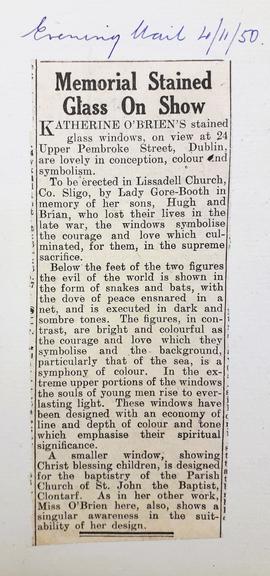 Evening Mail 4/11/50.
Memorial Stained
Glass On Show
KATHERINE O'BRIEN'S stained
glass windows, on view at 24
Upper Pembroke Street, Dublin,
are lovely in conception, colour and
symbolism.
To be erected in Lissadell Church,
Co. Sligo, by Lady Gore-Booth in
memory of her sons, Hugh and
Brian, who lost their lives in the
late war, the windows symbolise
the courage and love which cul-
minated, for them, in the supreme
sacrifice.
Below the feet of the two figures
the evil of the world is shown in
the form of snakes and bats, with
the dove of peace ensnared in a
net, and is executed in dark and
sombre tones. The figures, in con-
trast, are bright and colourful as
the courage and love which they
symbolise and the background,
particularly that of the sea, is a
symphony of colour. In the ex-
treme upper portions of the windows
the souls of young men rise to ever-
lasting light. These windows have
been designed with an economy of
line and depth of colour and tone
which emphasise their spiritual
significance.
A smaller window, showing
Christ blessing children, is designed
for the baptistry of the Parish
Church of St. John the Baptist,
Clontarf. As in her other work,
Miss O'Brien here, also, shows a
singular awareness in the suit-
ability of her design.